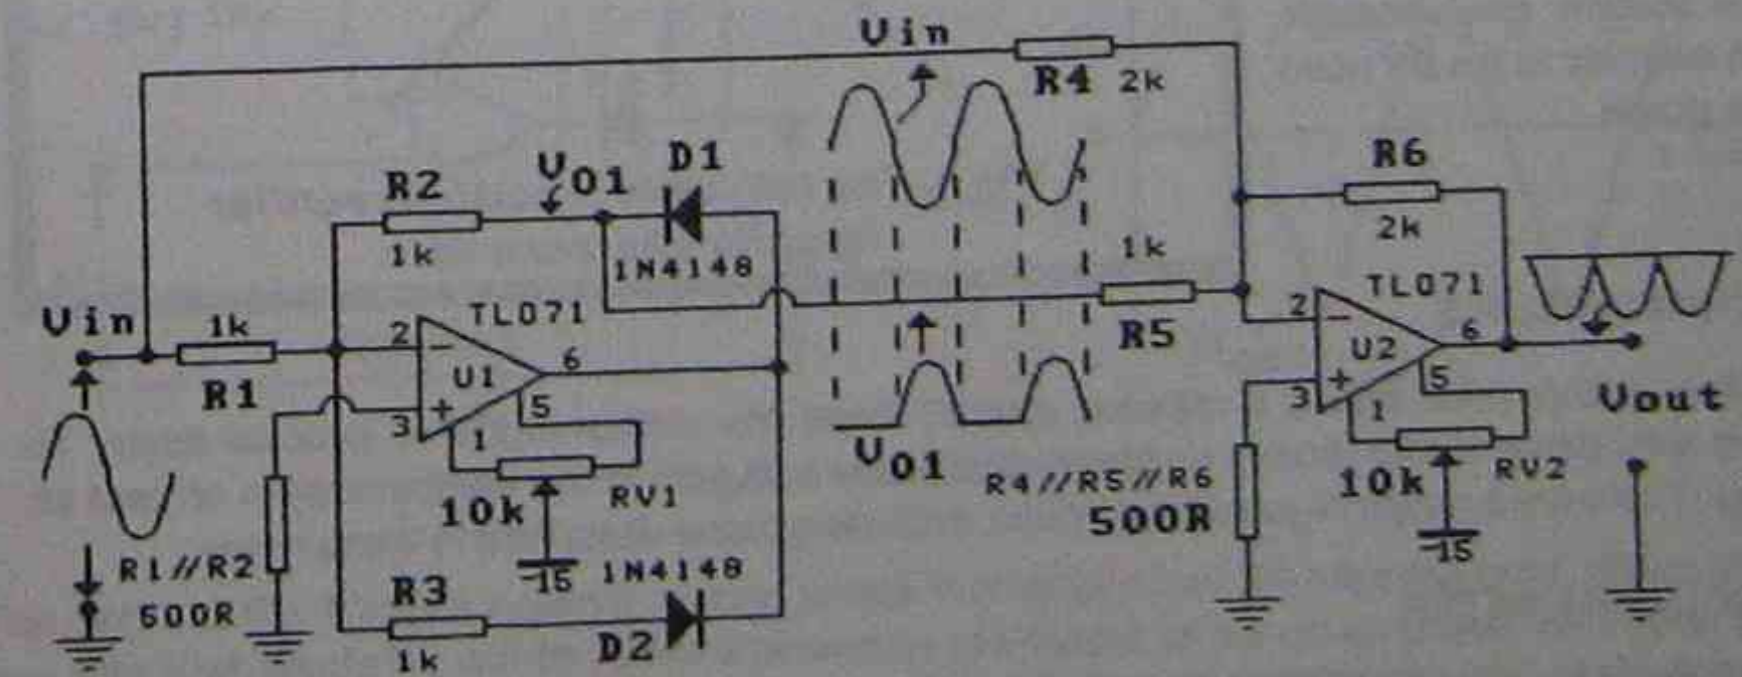 Vin
R4 2k
R2
1k
V01
D1
1N4148
R6
2k
TL071
Vin
1k
R1
2
-
U1
6
+
3
5
1
10k
RV1
-15
R1//R2
500R
R3
1k
D2
1N4148
1k
R5
V01
TL071
2
-
U2
6
+
3
5
1
R4//R5//R6
500R
10k
RV2
-15
Vout